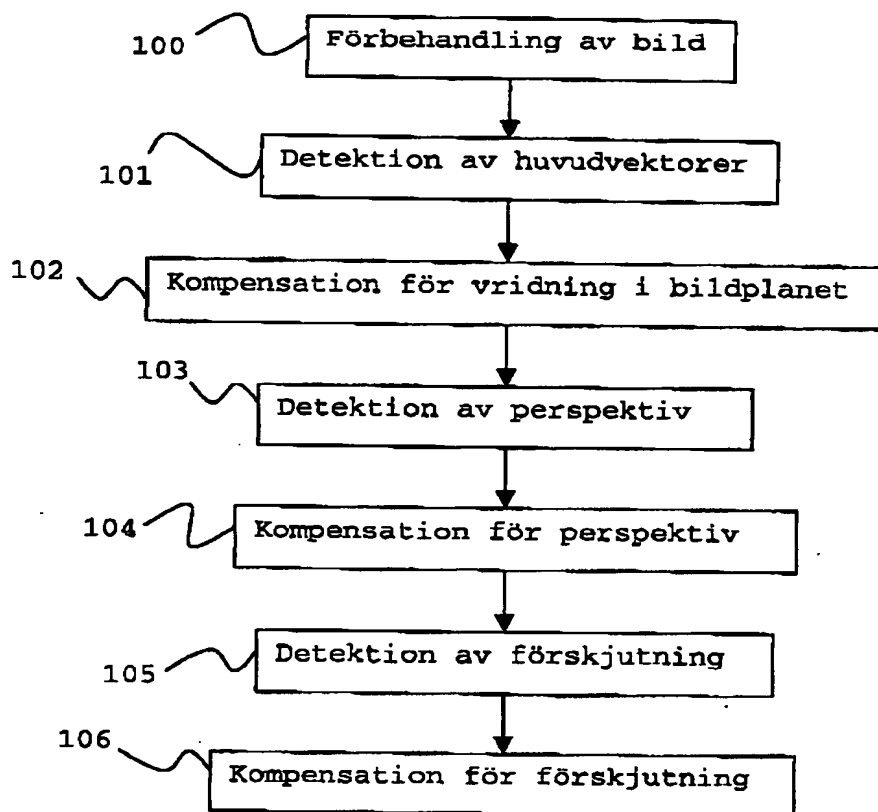 100 Förbehandling av bild
101 Detektion av huvudvektorer
102 Kompensation för vridning i bildplanet
103 Detektion av perspektiv
104 Kompensation för perspektiv
105 Detektion av förskjutning
106 Kompensation för förskjutning